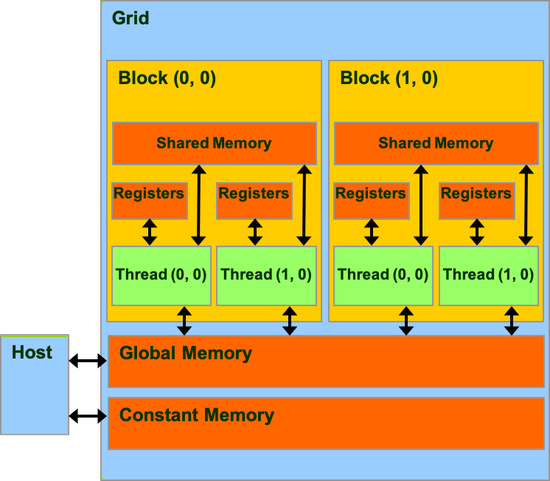 Grid
Block (0, 0)
Block (1, 0)
Shared Memory
Shared Memory
Registers
Registers
Registers
Registers
Thread (0, 0)
Thread (1, 0)
Thread (0, 0)
Thread (1, 0)
Host
Global Memory
Constant Memory